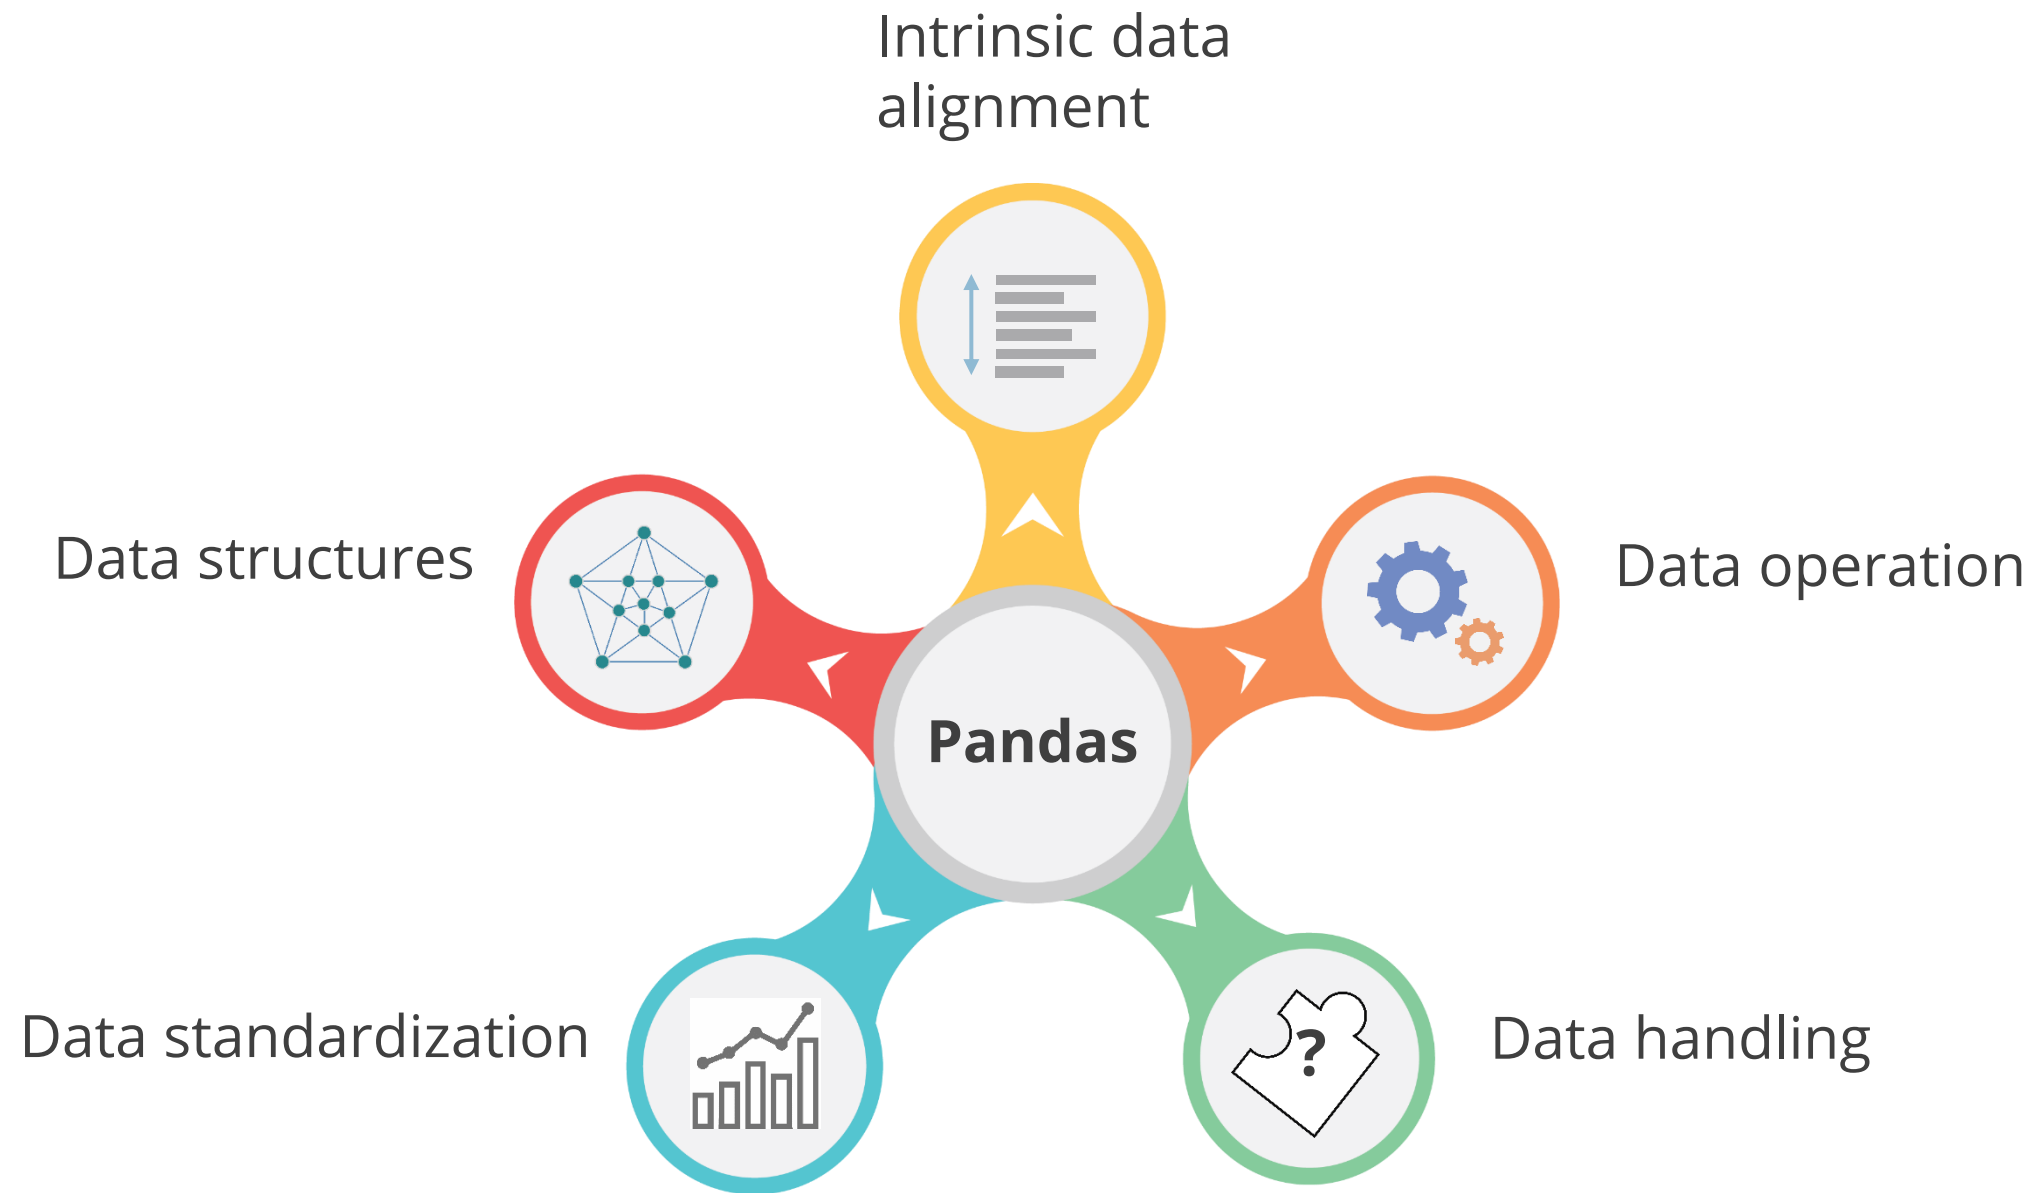 Intrinsic data
alignment
Data structures
Data operation
Pandas
Data standardization
Data handling
?